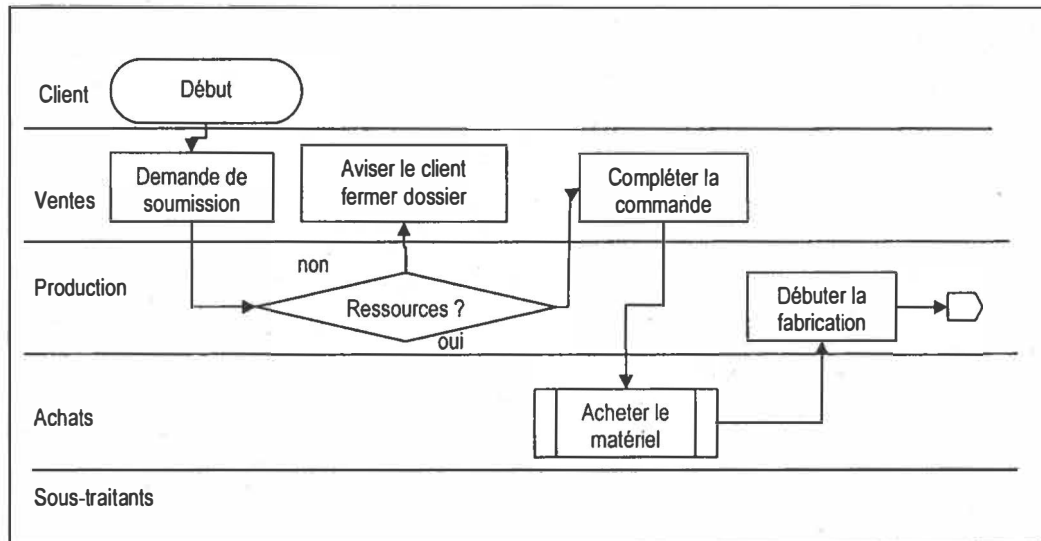 Client
Début
Ventes
Demande de
soumission
Aviser le client
fermer dossier
Compléter la
commande
Production
non
Ressources ?
oui
Débuter la
fabrication
Achats
Acheter le
matériel
Sous-traitants